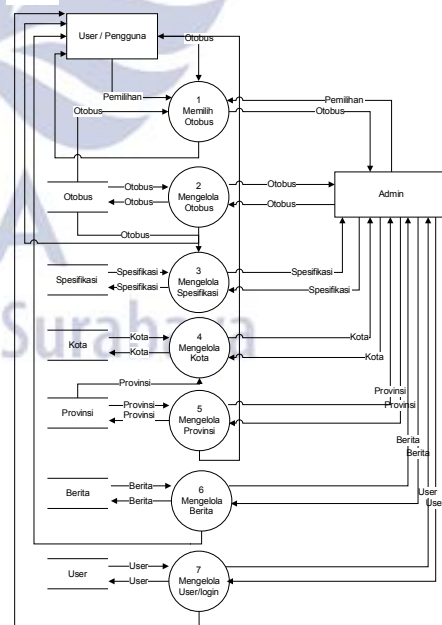 User / Pengguna
Otobus
Pemilihan
1
Memilih
Otobus
Pemilihan
Otobus
Otobus
Otobus
Otobus
Otobus
2
Mengelola
Otobus
Otobus
Otobus
Admin
Otobus
Spesifikasi
Spesifikasi
Spesifikasi
3
Mengelola
Spesifikasi
Spesifikasi
Spesifikasi
Surabaya
Kota
Kota
Kota
4
Mengelola
Kota
Kota
Kota
Provinsi
Provinsi
Provinsi
Provinsi
5
Mengelola
Provinsi
Provinsi
Provinsi
Berita
Berita
Berita
6
Mengelola
Berita
Berita
Berita
User
User
User
User
User
7
Mengelola
User/login